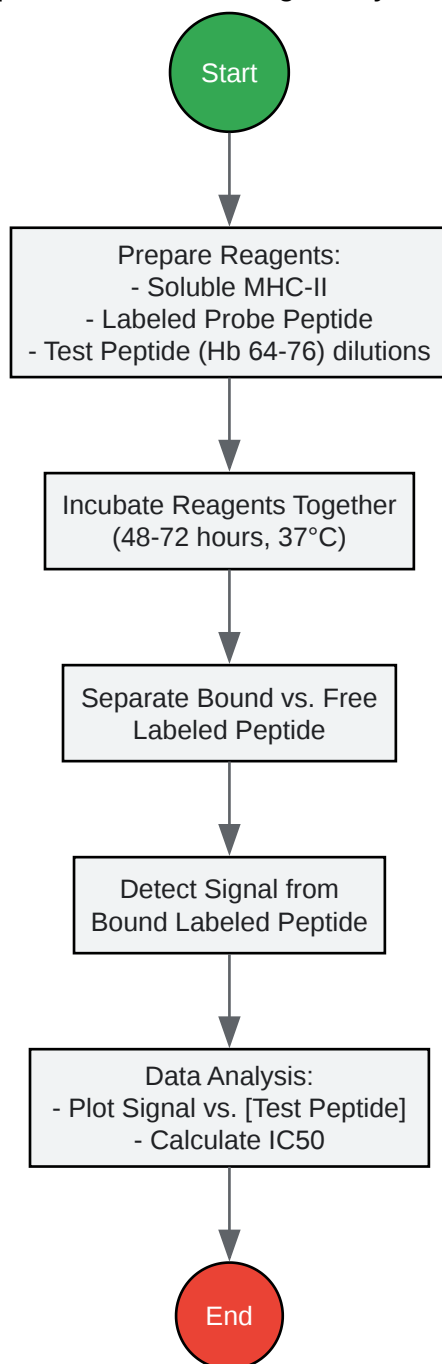 Start
Prepare Reagents:
- Soluble MHC-II
- Labeled Probe Peptide
- Test Peptide (Hb 64-76) dilutions
Incubate Reagents Together
(48-72 hours, 37°C)
Separate Bound vs. Free
Labeled Peptide
Detect Signal from
Bound Labeled Peptide
Data Analysis:
- Plot Signal vs. [Test Peptide]
- Calculate IC50
End